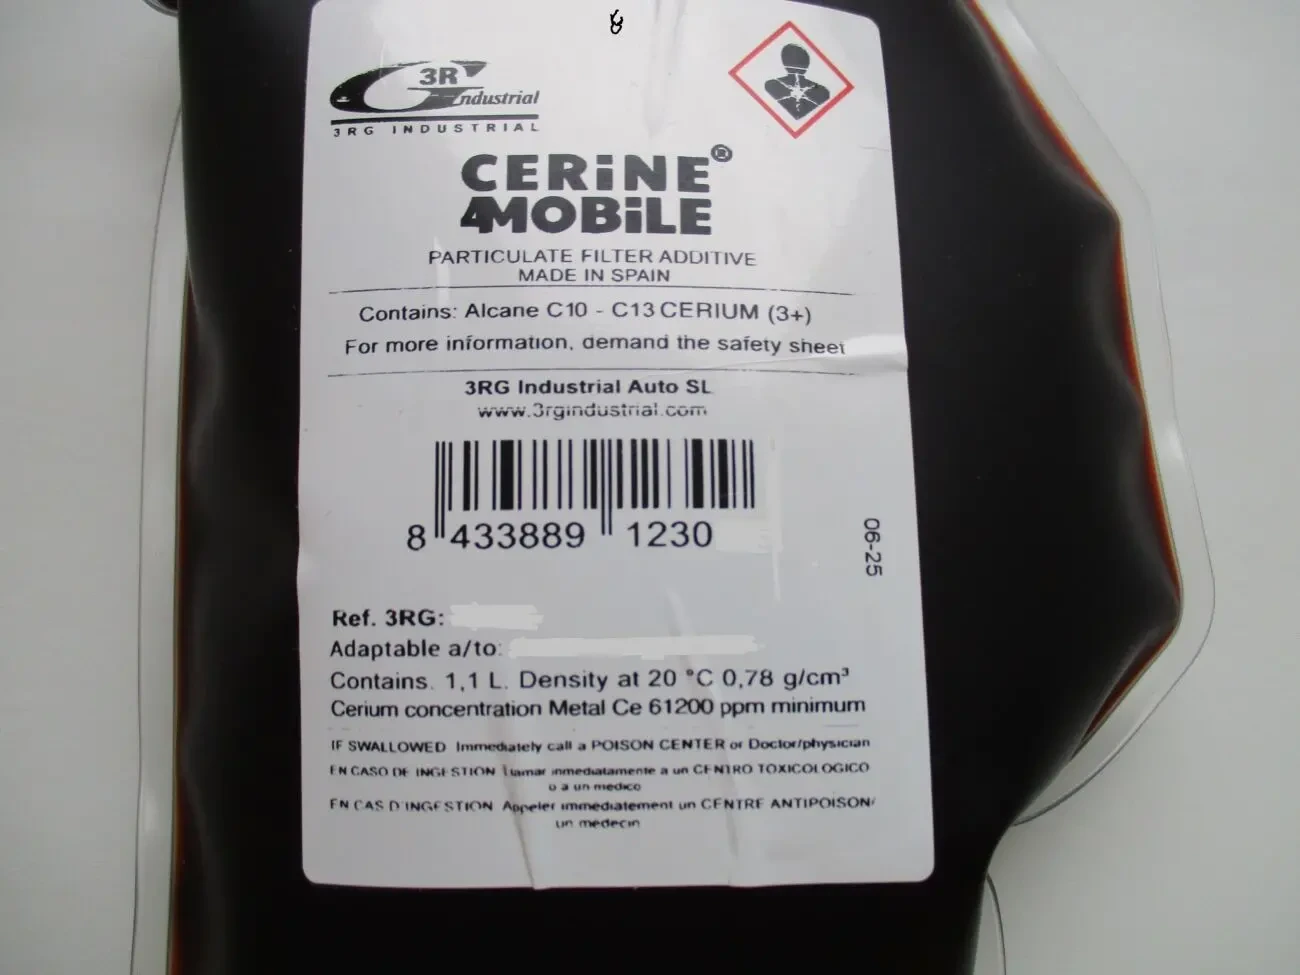 3R
Industrial
3RG INDUSTRIAL
CERiNE®
4MOBiLE
PARTICULATE FILTER ADDITIVE
MADE IN SPAIN
Contains: Alcane C10 - C13 CERIUM (3+)
For more information, demand the safety sheet
3RG Industrial Auto SL
www.3rgindustrial.com
8 433889 1230
06-25
Ref. 3RG:
Adaptable a/to:
Contains. 1,1 L. Density at 20 °C 0,78 g/cm³
Cerium concentration Metal Ce 61200 ppm minimum
IF SWALLOWED Immediately call a POISON CENTER or Doctor/physician
EN CASO DE INGESTION Llamar inmediatamente a un CENTRO TOXICOLOGICO
o a un medico
EN CAS D'INGESTION Appeler immediatement un CENTRE ANTIPOISON/
un medecin